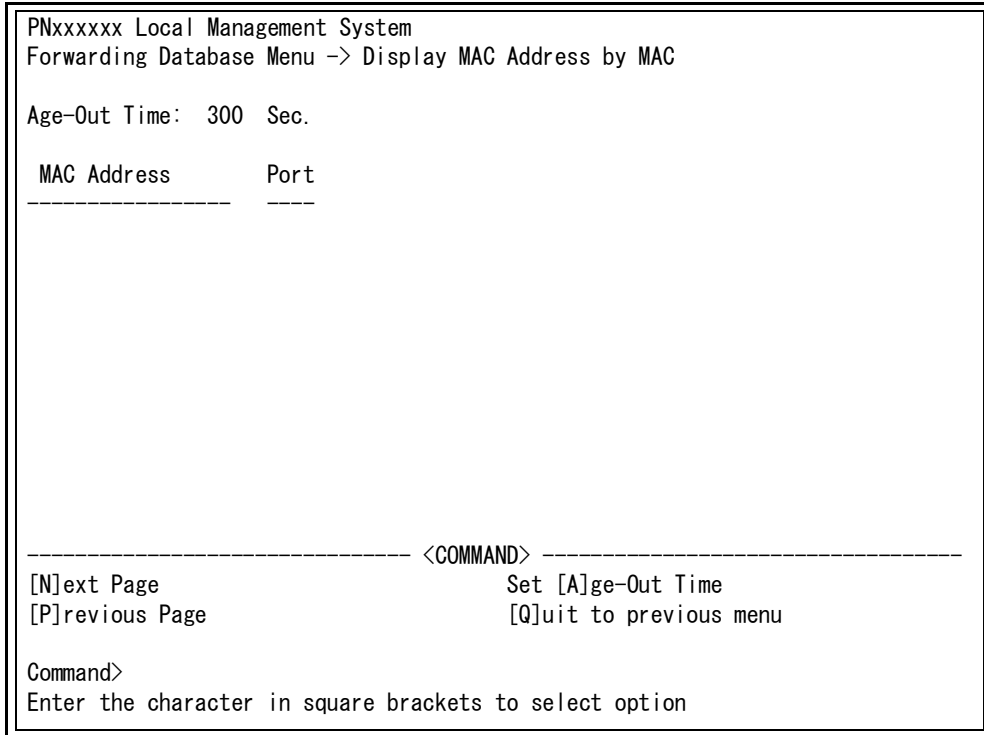 PNxxxxxx Local Management System
Forwarding Database Menu -> Display MAC Address by MAC
Age-Out Time:  300  Sec.
 MAC Address        Port
-----------------   ----
-------------------------------- <COMMAND> -----------------------------------
[N]ext Page                             Set [A]ge-Out Time
[P]revious Page                         [Q]uit to previous menu
Command>
Enter the character in square brackets to select option